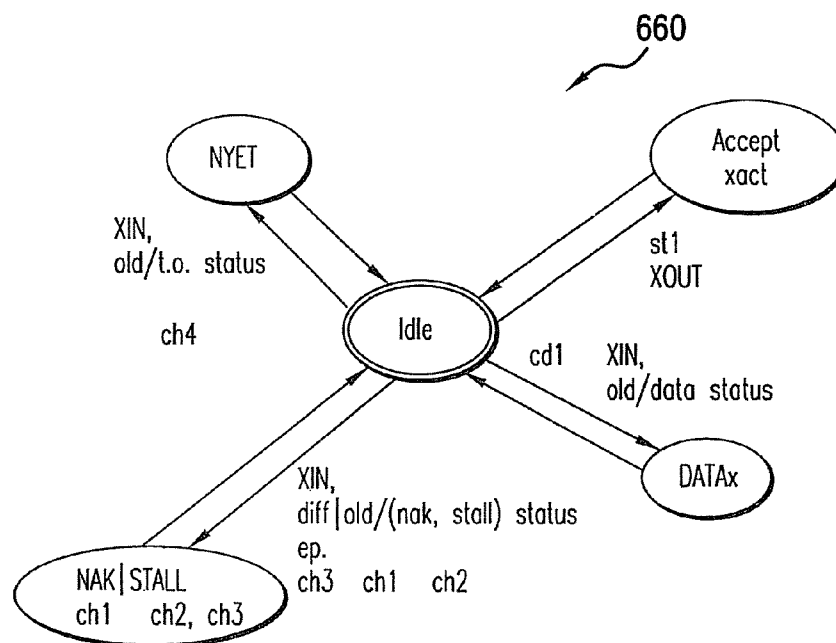 660
NYET
Accept
xact
XIN,
old/t.o. status
st1
XOUT
ch4
Idle
cd1
XIN,
old/data status
DATAx
XIN,
diff|old/(nak, stall) status
ep.
ch3 ch1 ch2
NAK|STALL
ch1 ch2, ch3